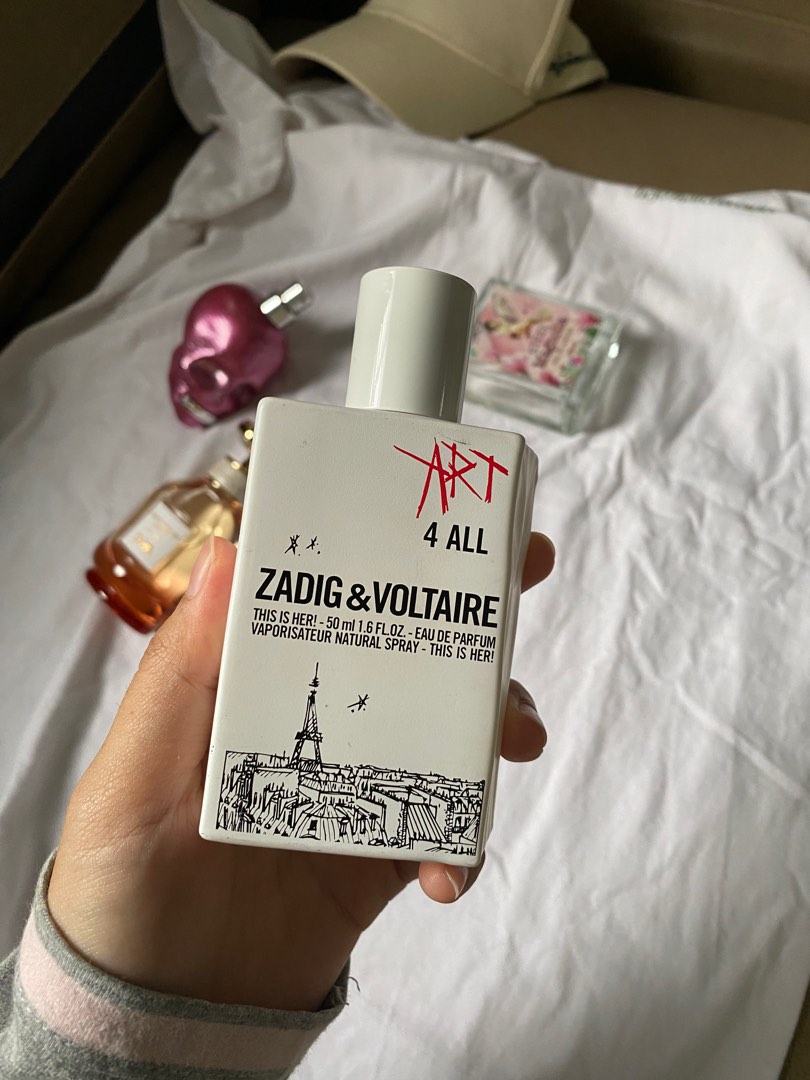 ART
4 ALL
ZADIG & VOLTAIRE
THIS IS HER! - 50 ml 1.6 FL.OZ. - EAU DE PARFUM
VAPORISATEUR NATURAL SPRAY - THIS IS HER!